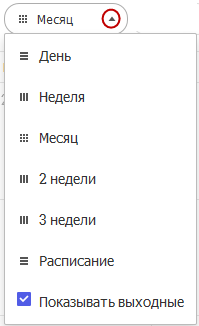 Месяц
День
Неделя
Месяц
2 недели
3 недели
Расписание
Показывать выходные